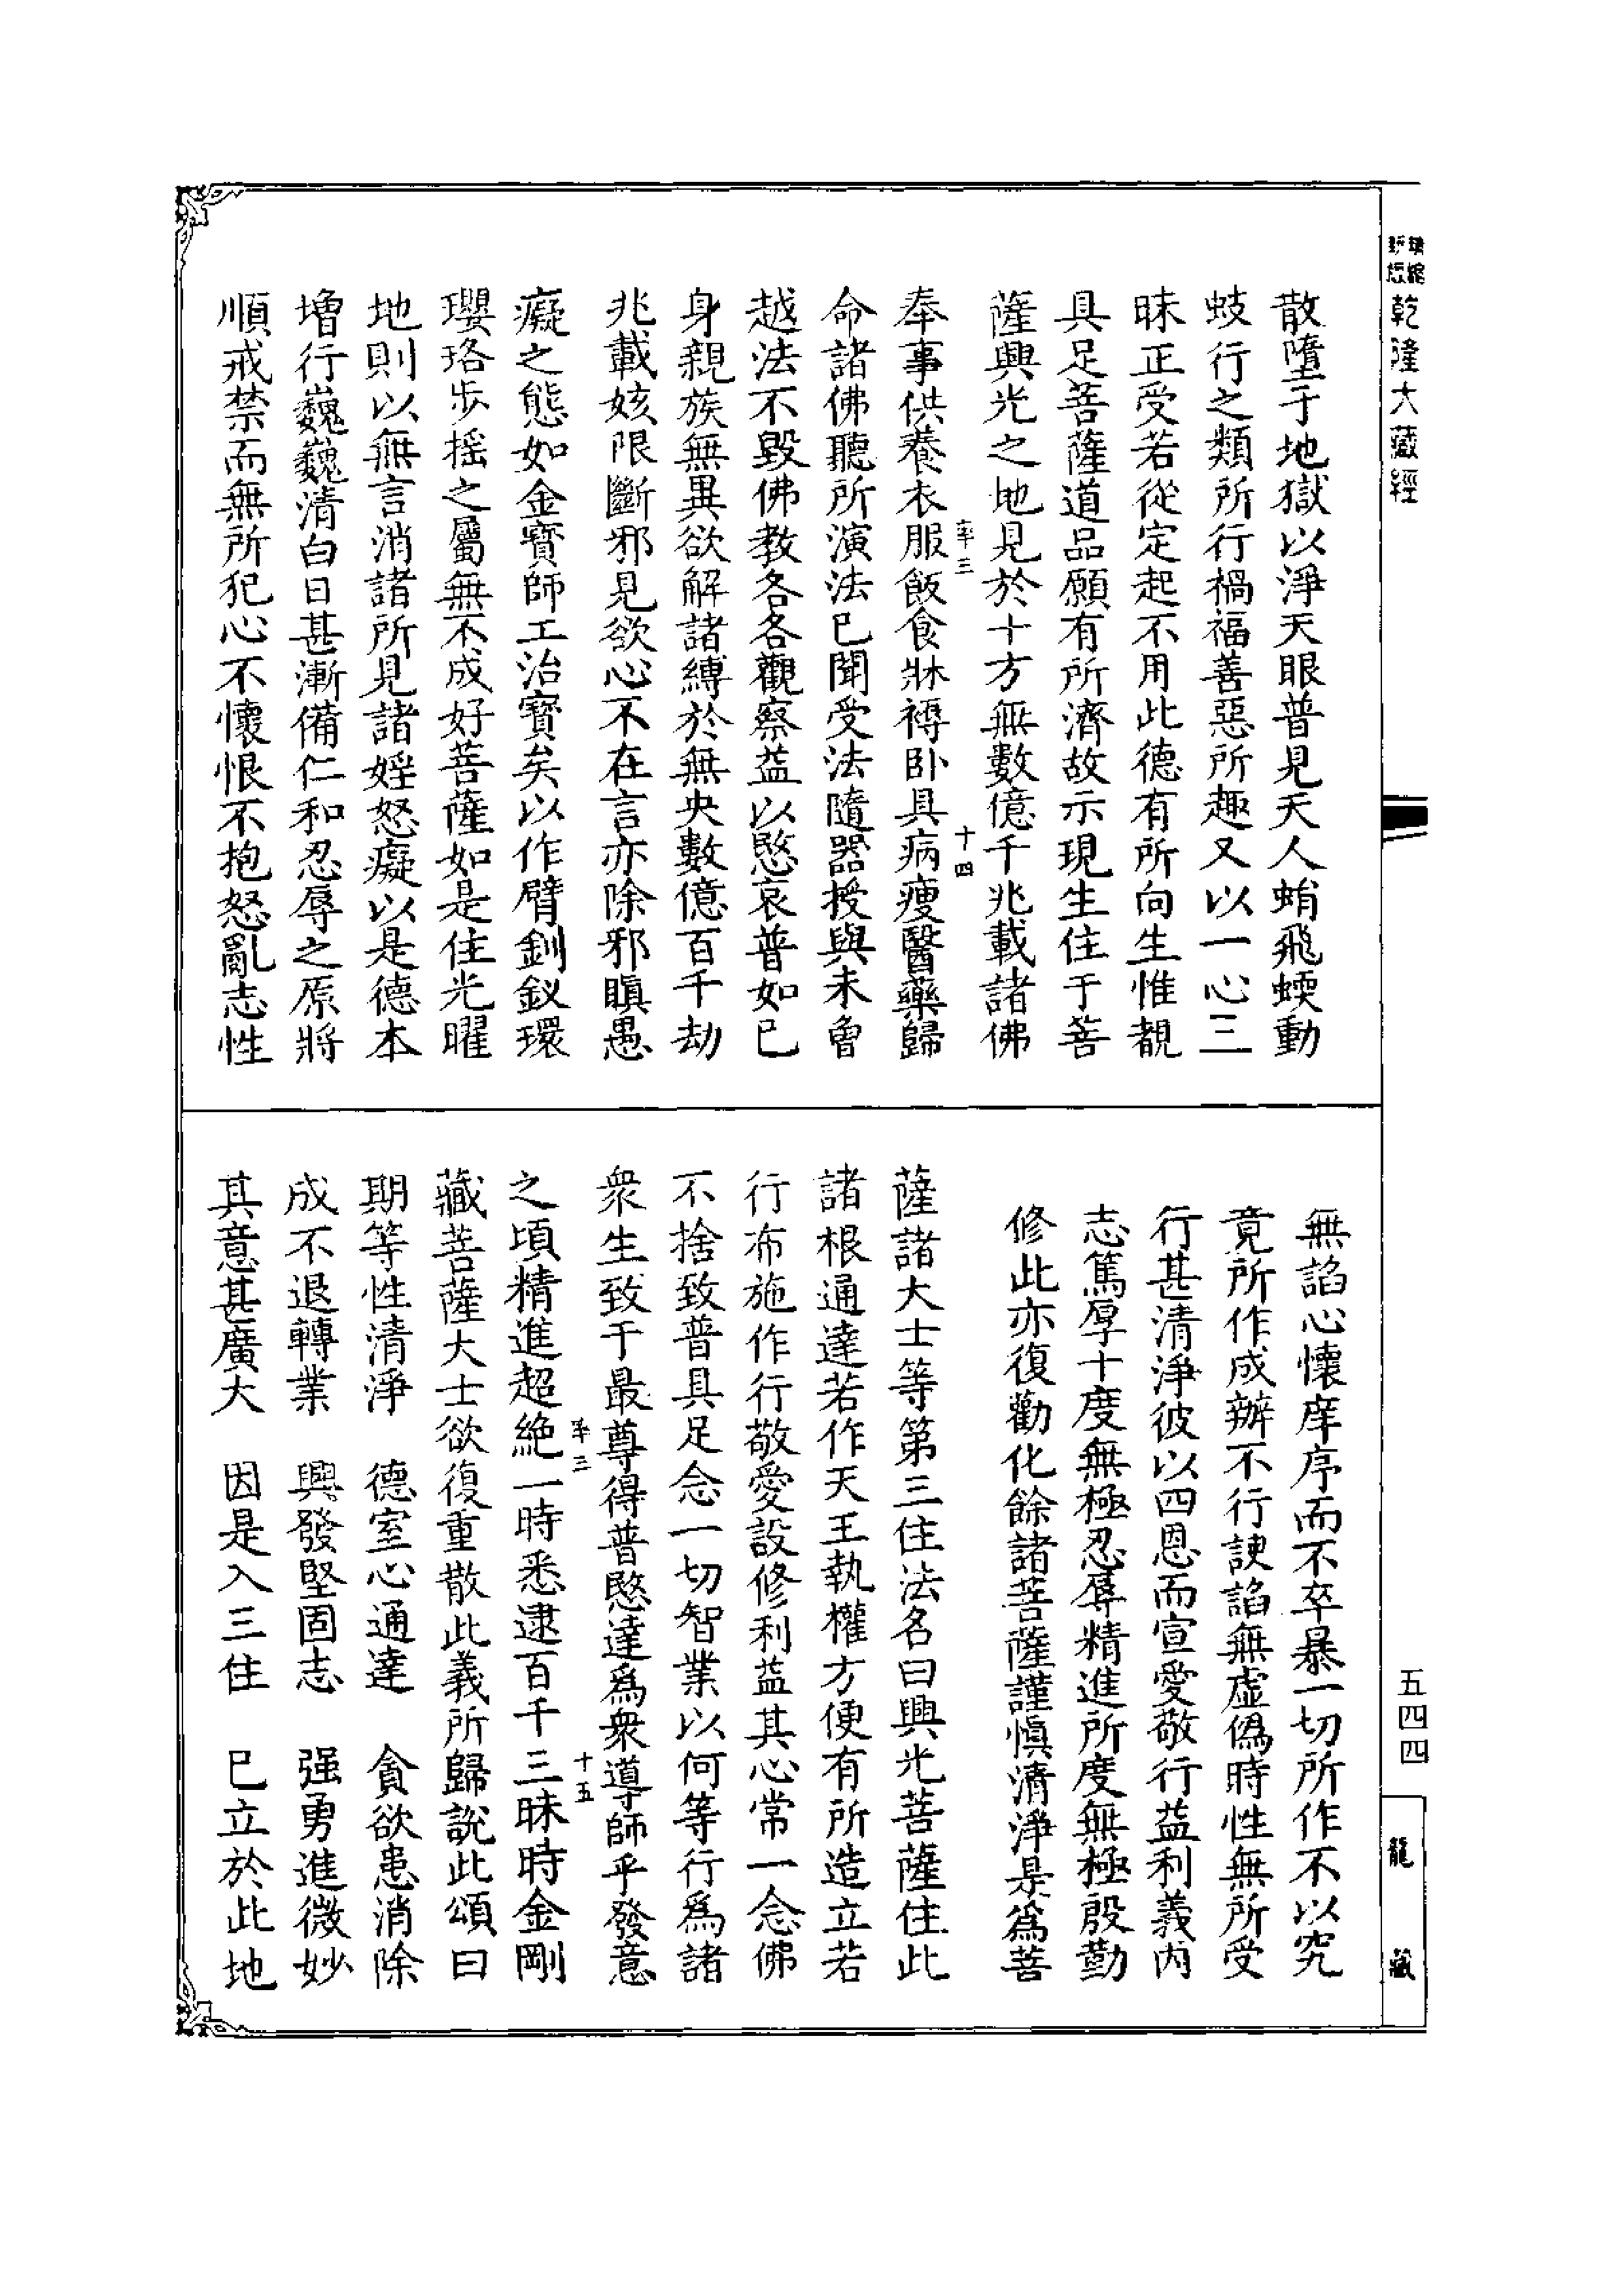 乾隆大藏經
散墮于地獄以淨天眼普見天人蛸飛蝡動
蚑行之類所行禍福善惡所趣又以一心三
昧正受若從定起不用此德有所向生惟覩
具足菩薩道品願有所濟故示現生住于菩
薩興光之地見於十方無數億千兆載諸佛
奉事供養衣服飯食牀褥卧具病瘦醫藥歸
命諸佛聽所演法已聞受法隨器授與未曾
越法不毀佛教各各觀察益以愍哀普如已
身親族無異欲解諸縛於無央數億百千劫
兆載姟限斷邪見欲心不在言亦除邪瞋愚
癡之態如金寶師工治寶矣以作臂釧釵環
瓔珞步摇之屬無不成好菩薩如是住光曜
地則以無言消諸所見諸婬怒癡以是德本
增行巍巍清白日甚漸備仁和忍辱之原將
順戒禁而無所犯心不懷恨不抱怒亂志性
十四
無諂心懷庠序而不卒暴一切所作不以究
竟所作成辦不行諛諂無虛僞時性無所受
行甚清淨彼以四恩而宣愛敬行益利義內
志篤厚十度無極忍辱精進所度無極殷勤
修此亦復勸化餘諸菩薩謹慎清淨是爲菩
薩諸大士等第三住法名曰興光菩薩住此
諸根通達若作天王執權方便有所造立若
行布施作行敬愛設修利益其心常一念佛
不捨致普具足念一切智業以何等行爲諸
衆生致于最尊得普愍達爲衆導師乎發意
之頃精進超絶一時悉逮百千三昧時金剛
藏菩薩大士欲復重散此義所歸說此頌曰
期等性清淨　德室心通達　貪欲恚消除
成不退轉業　興發堅固志　强勇進微妙
其意甚廣大　因是入三住　已立於此地
十五
五四四
龍藏